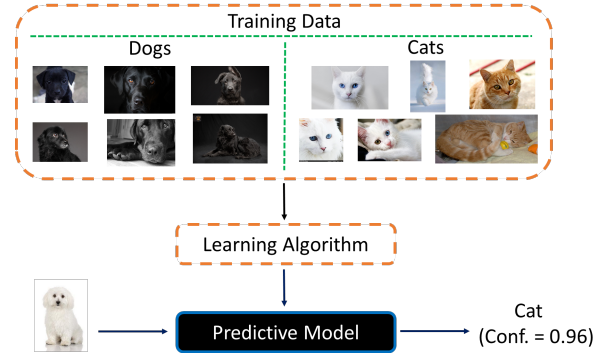 Training Data
Dogs
Cats
Learning Algorithm
Predictive Model
Cat
(Conf. = 0.96)